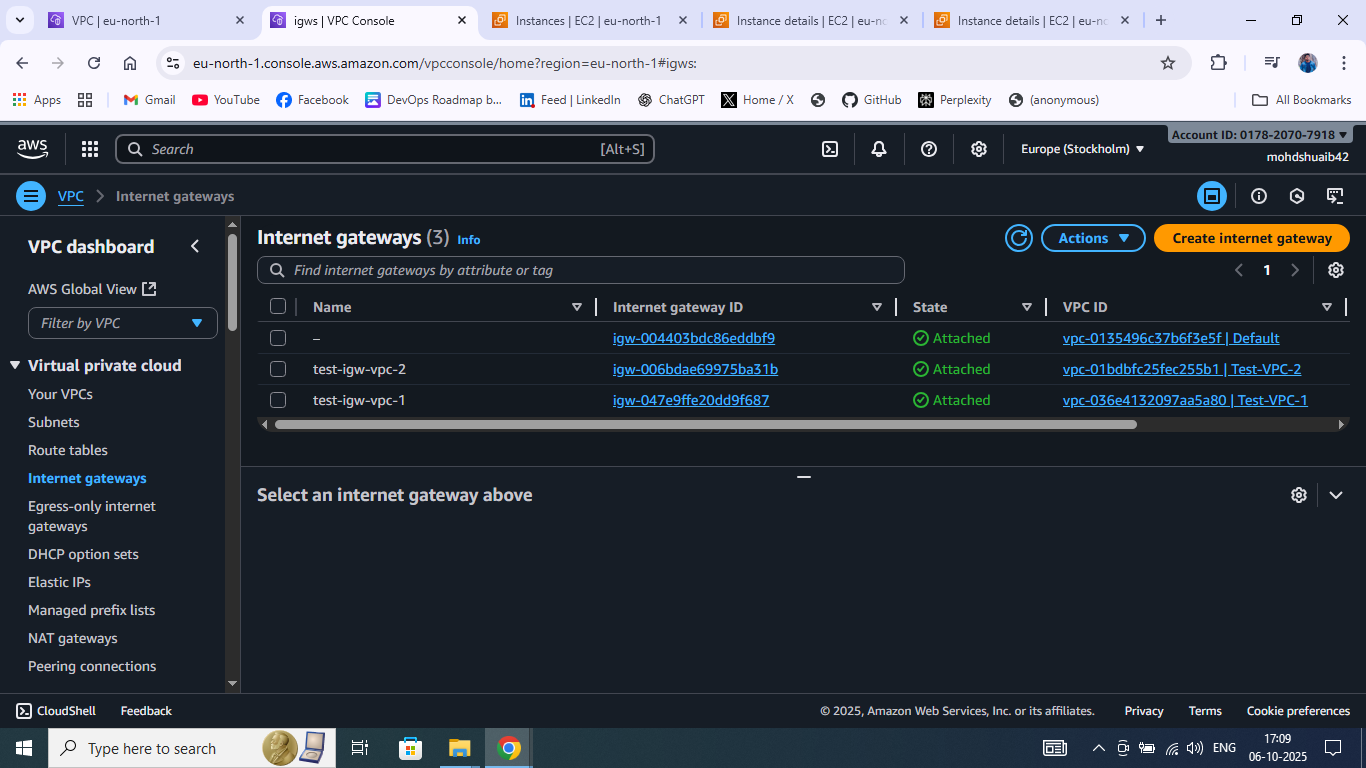 VPC | eu-north-1
igws | VPC Console
Instances | EC2 | eu-north-1
Instance details | EC2 | eu-no
Instance details | EC2 | eu-no
eu-north-1.console.aws.amazon.com/vpcconsole/home?region=eu-north-1#igws:
Apps
Gmail
YouTube
Facebook
DevOps Roadmap b...
Feed | LinkedIn
ChatGPT
Home / X
GitHub
Perplexity
(anonymous)
All Bookmarks
aws
Search
[Alt+S]
Europe (Stockholm)
Account ID: 0178-2070-7918
mohdshuaib42
VPC
Internet gateways
VPC dashboard
AWS Global View
Filter by VPC
Virtual private cloud
Your VPCs
Subnets
Route tables
Internet gateways
Egress-only internet
gateways
DHCP option sets
Elastic IPs
Managed prefix lists
NAT gateways
Peering connections
Internet gateways (3) Info
Actions
Create internet gateway
Find internet gateways by attribute or tag
1
Name Internet gateway ID State VPC ID
– igw-004403bdc86eddbf9 Attached vpc-0135496c37b6f3e5f | Default
test-igw-vpc-2 igw-006bdae69975ba31b Attached vpc-01bdbfc25fec255b1 | Test-VPC-2
test-igw-vpc-1 igw-047e9ffe20dd9f687 Attached vpc-036e4132097aa5a80 | Test-VPC-1
Select an internet gateway above
CloudShell
Feedback
© 2025, Amazon Web Services, Inc. or its affiliates.
Privacy
Terms
Cookie preferences
Type here to search
ENG
17:09
06-10-2025